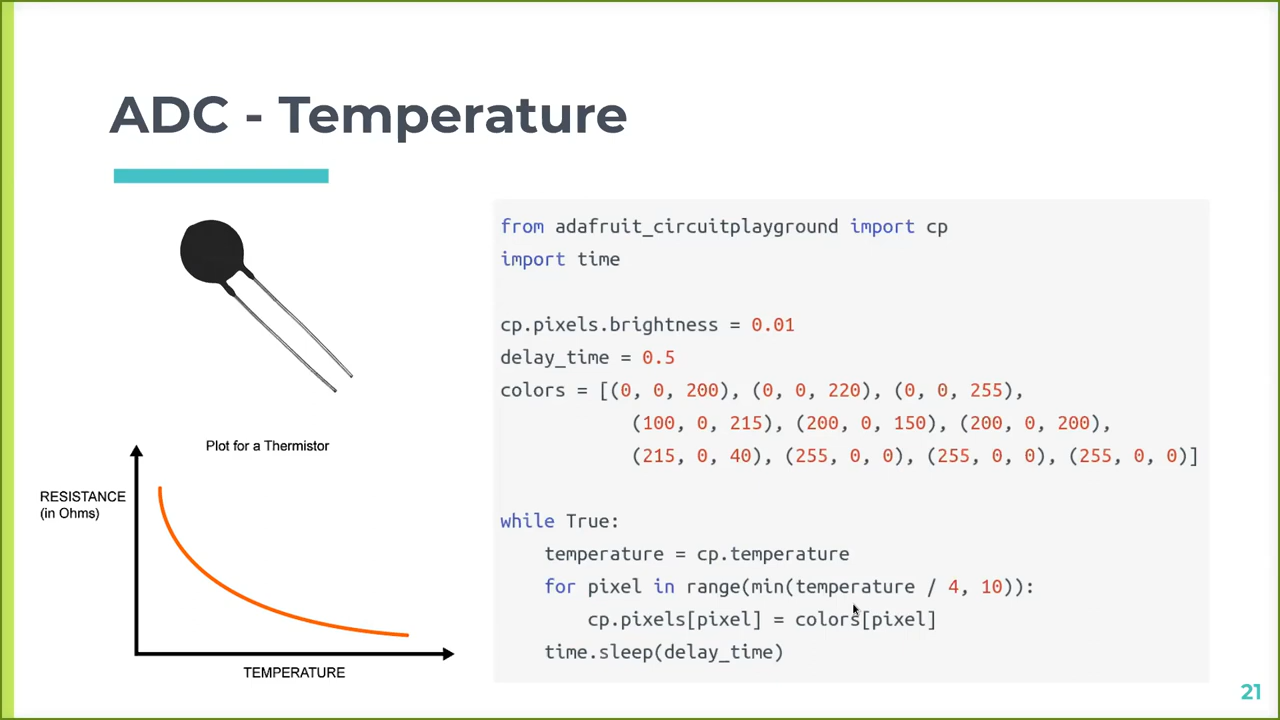 ADC - Temperature
Plot for a Thermistor
RESISTANCE
(in Ohms)
TEMPERATURE
from adafruit_circuitplayground import cp
import time
cp.pixels.brightness = 0.01
delay_time = 0.5
colors = [(0, 0, 200), (0, 0, 220), (0, 0, 255),
(100, 0, 215), (200, 0, 150), (200, 0, 200),
(215, 0, 40), (255, 0, 0), (255, 0, 0), (255, 0, 0)]
while True:
temperature = cp.temperature
for pixel in range(min(temperature / 4, 10)):
cp.pixels[pixel] = colors[pixel]
time.sleep(delay_time)
21